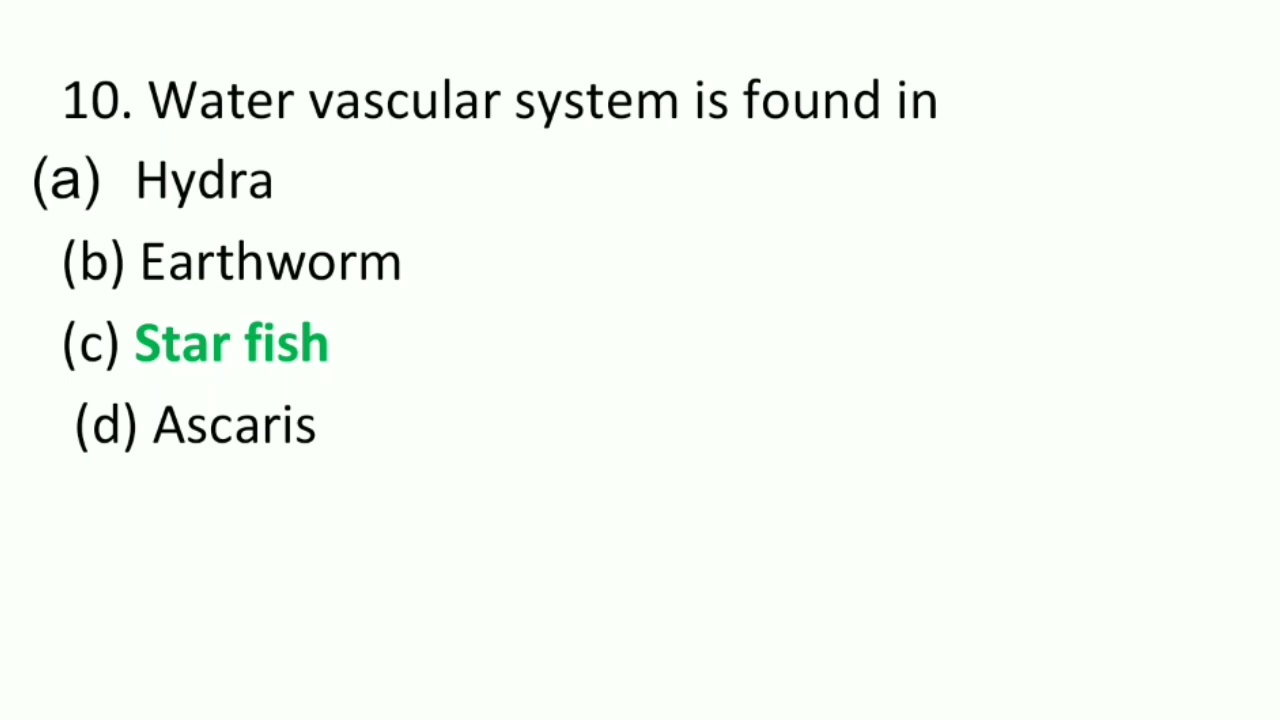 10. Water vascular system is found in
(a) Hydra
(b) Earthworm
(c) Star fish
(d) Ascaris